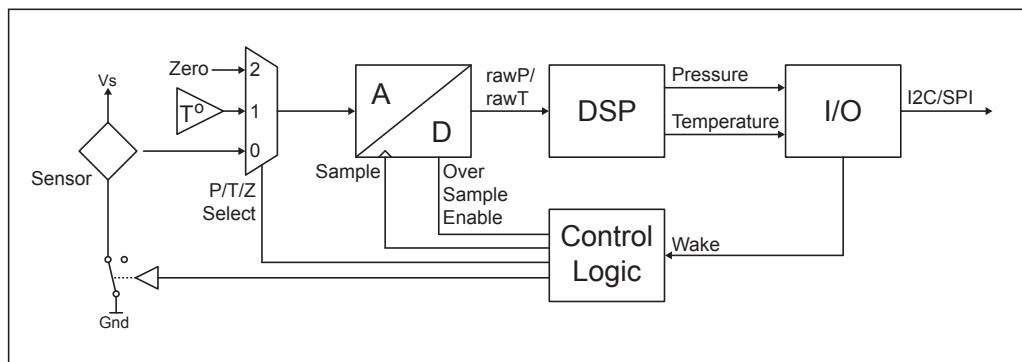 Vs
Sensor
Gnd
Zero
T°
2
1
0
P/T/Z
Select
A
D
Sample
Over
Sample
Enable
rawP/
rawT
DSP
Pressure
Temperature
I/O
I2C/SPI
Control
Logic
Wake